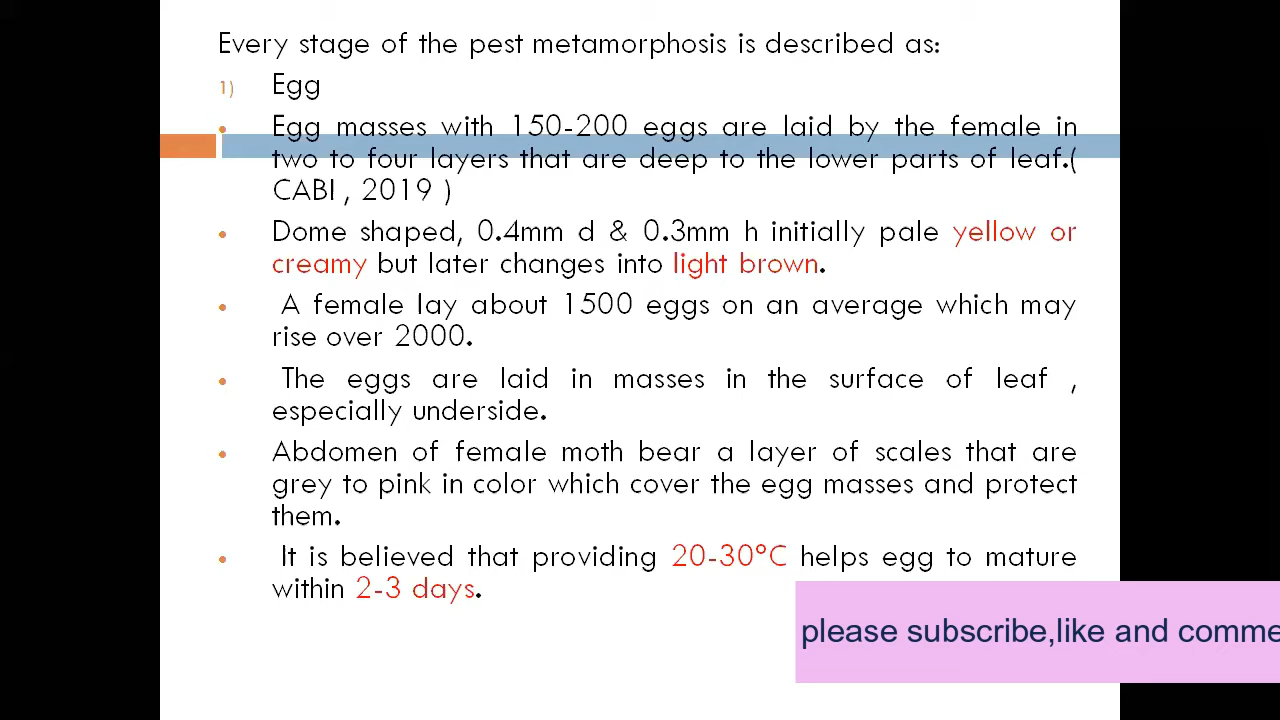 Every stage of the pest metamorphosis is described as:
1) Egg
• Egg masses with 150-200 eggs are laid by the female in
two to four layers that are deep to the lower parts of leaf.(
CABI , 2019 )
• Dome shaped, 0.4mm d & 0.3mm h initially pale yellow or
creamy but later changes into light brown.
• A female lay about 1500 eggs on an average which may
rise over 2000.
• The eggs are laid in masses in the surface of leaf ,
especially underside.
• Abdomen of female moth bear a layer of scales that are
grey to pink in color which cover the egg masses and protect
them.
• It is believed that providing 20-30°C helps egg to mature
within 2-3 days.
please subscribe,like and comme